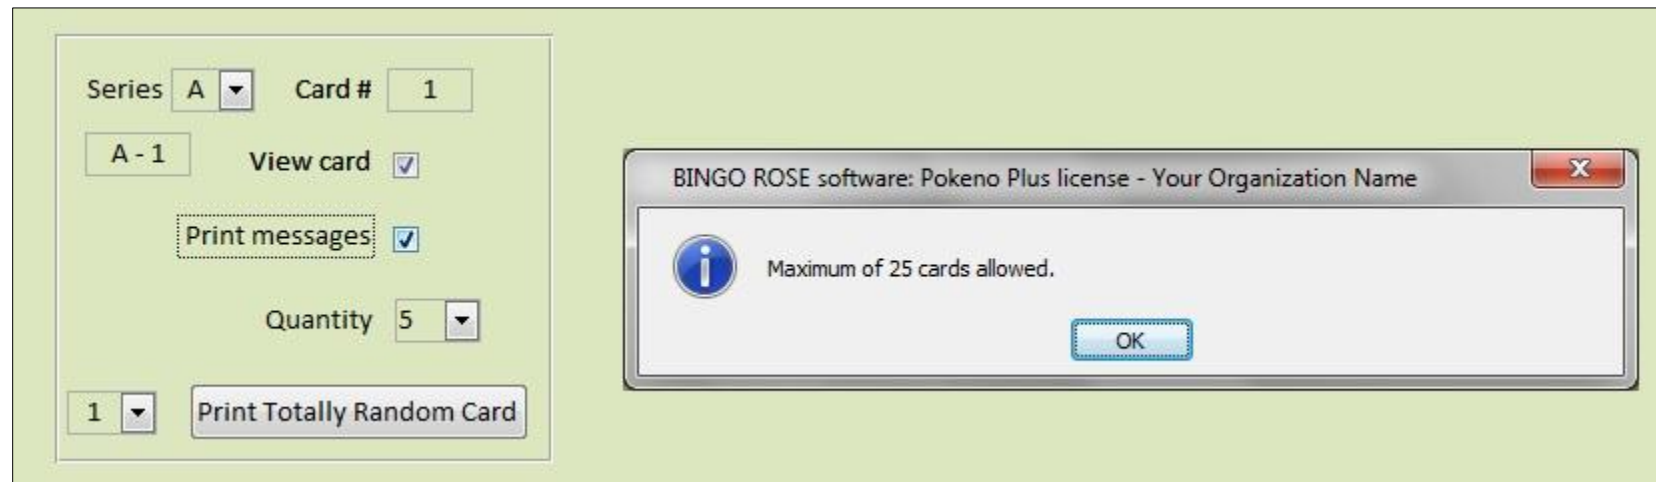 Series A Card # 1
A - 1 View card
Print messages
Quantity 5
1 Print Totally Random Card
BINGO ROSE software: Pokeno Plus license - Your Organization Name
Maximum of 25 cards allowed.
OK